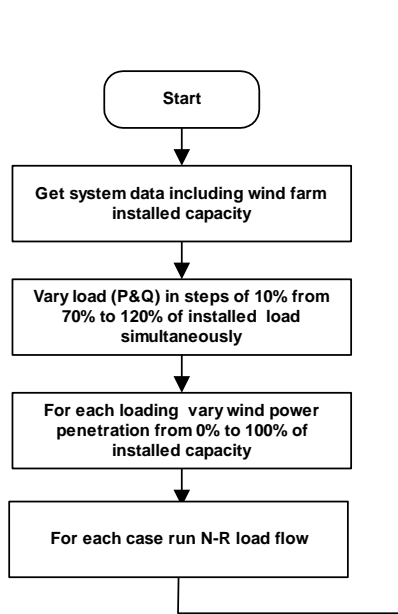 Start
Get system data including wind farm
installed capacity
Vary load (P&Q) in steps of 10% from
70% to 120% of installed load
simultaneously
For each loading vary wind power
penetration from 0% to 100% of
installed capacity
For each case run N-R load flow